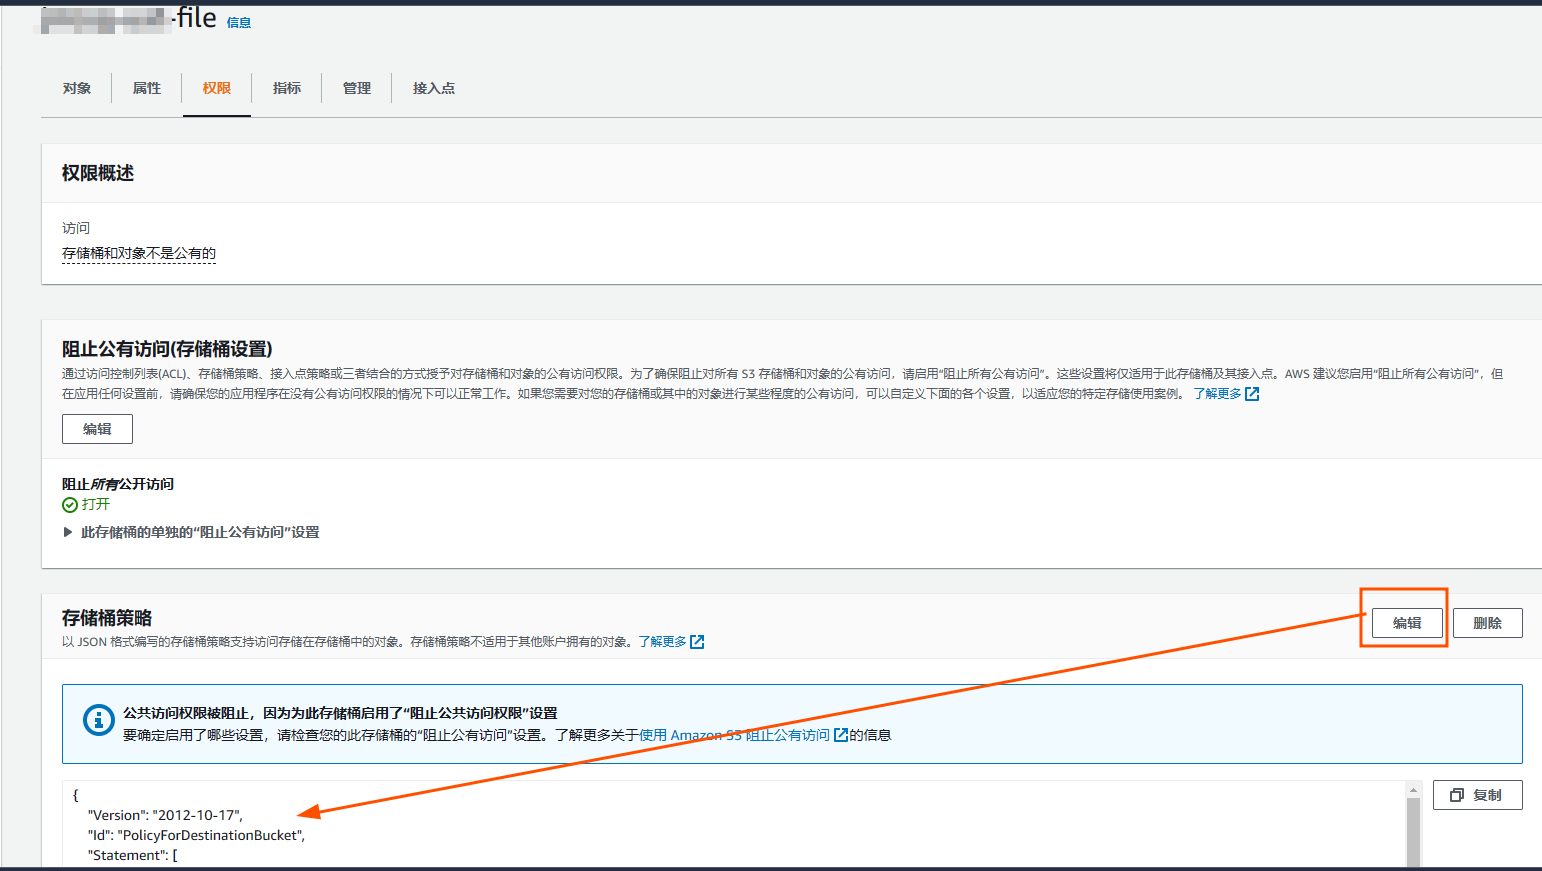 -file 信息
对象 属性 权限 指标 管理 接入点
权限概述
访问
存储桶和对象不是公有的
阻止公有访问(存储桶设置)
通过访问控制列表(ACL)、存储桶策略、接入点策略或三者结合的方式授予对存储桶和对象的公有访问权限。为了确保阻止对所有 S3 存储桶和对象的公有访问，请启用“阻止所有公有访问”。这些设置将仅适用于此存储桶及其接入点。AWS 建议您启用“阻止所有公有访问”，但
在应用任何设置前，请确保您的应用程序在没有公有访问权限的情况下可以正常工作。如果您需要对您的存储桶或其中的对象进行某些程度的公有访问，可以自定义下面的各个设置，以适应您的特定存储使用案例。 了解更多
编辑
阻止所有公开访问
打开
此存储桶的单独的“阻止公有访问”设置
存储桶策略
编辑 删除
以 JSON 格式编写的存储桶策略支持访问存储在存储桶中的对象。存储桶策略不适用于其他账户拥有的对象。 了解更多
公共访问权限被阻止，因为为此存储桶启用了“阻止公共访问权限”设置
要确定启用了哪些设置，请检查您的此存储桶的“阻止公有访问”设置。了解更多关于使用 Amazon S3 阻止公有访问 的信息
{
复制
"Version": "2012-10-17",
"Id": "PolicyForDestinationBucket",
"Statement": [